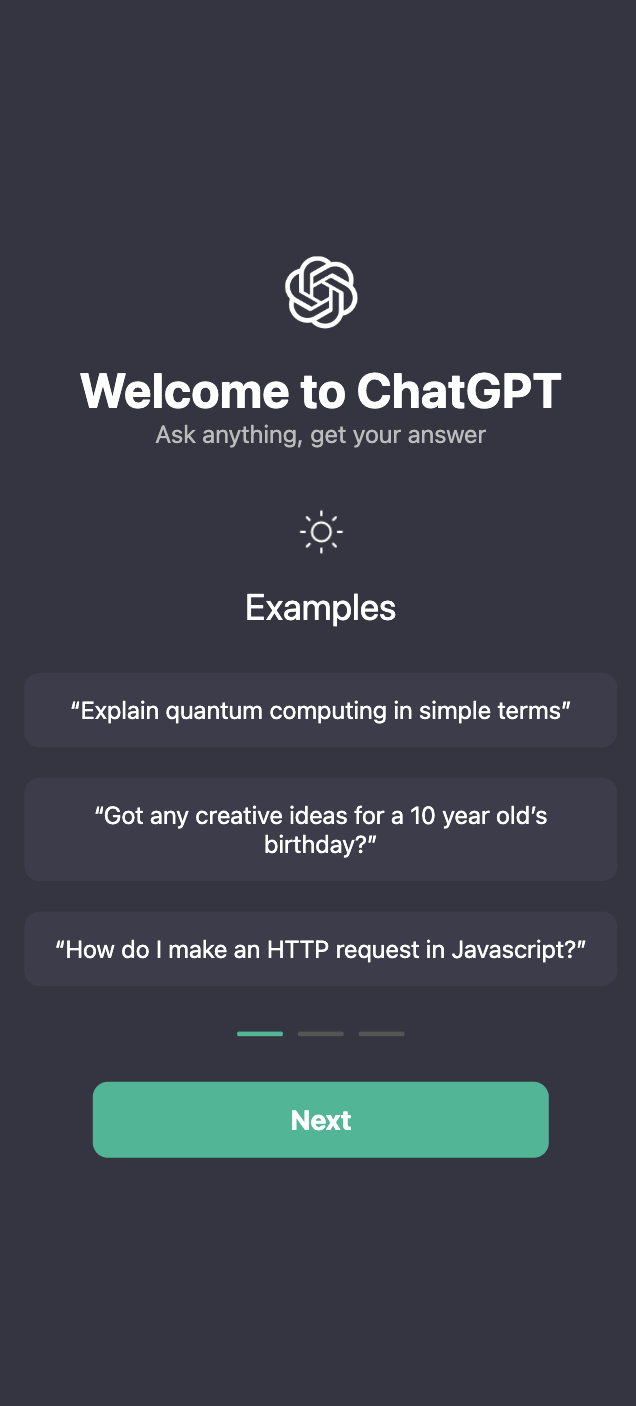 Welcome to ChatGPT
Ask anything, get your answer
Examples
“Explain quantum computing in simple terms”
“Got any creative ideas for a 10 year old’s
birthday?”
“How do I make an HTTP request in Javascript?”
Next